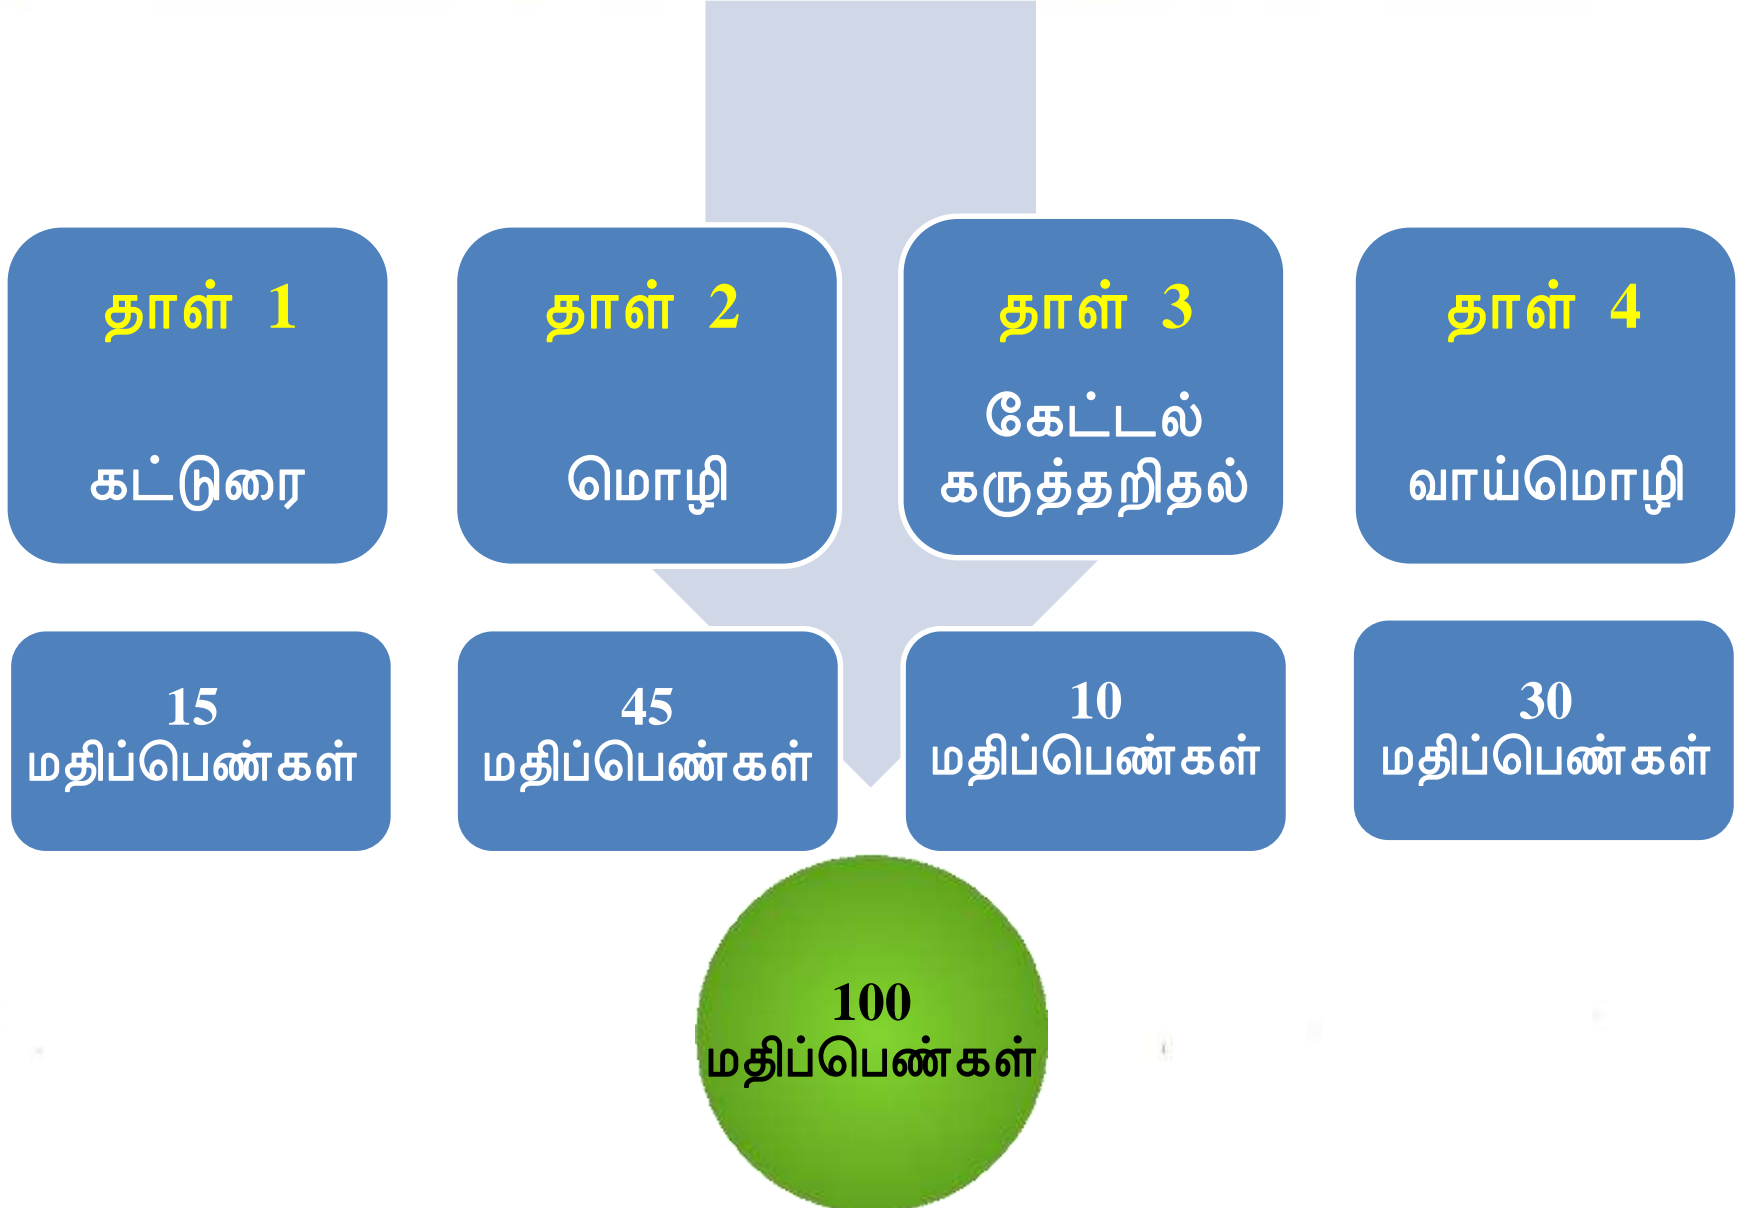 தாள் 1
கட்டுரை
தாள் 2
மொழி
தாள் 3
கேட்டல்
கருத்தறிதல்
தாள் 4
வாய்மொழி
15
மதிப்பெண்கள்
45
மதிப்பெண்கள்
10
மதிப்பெண்கள்
30
மதிப்பெண்கள்
100
மதிப்பெண்கள்